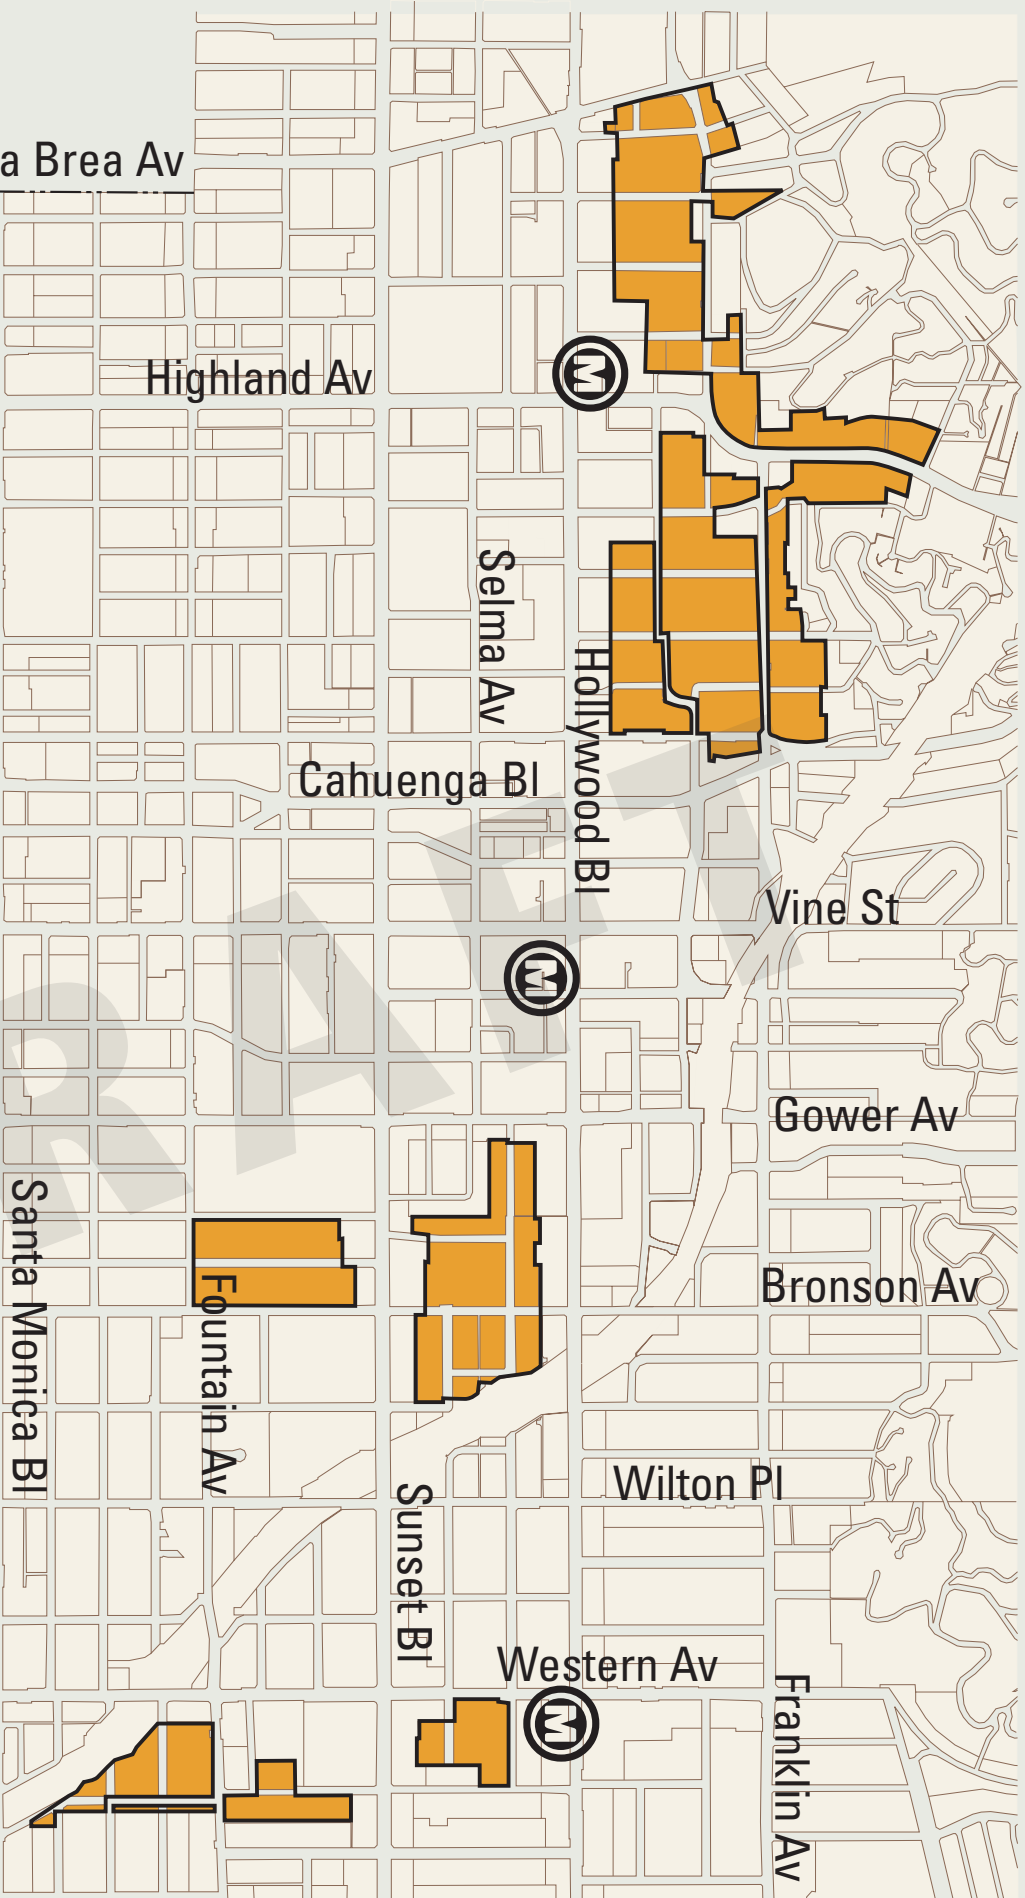 a Brea Av
Highland Av
Selma Av
Hollywood Bl
Cahuenga Bl
Vine St
M
M
Gower Av
Santa Monica Bl
Fountain Av
Bronson Av
Wilton Pl
Sunset Bl
Western Av
M
Franklin Av
RAFT